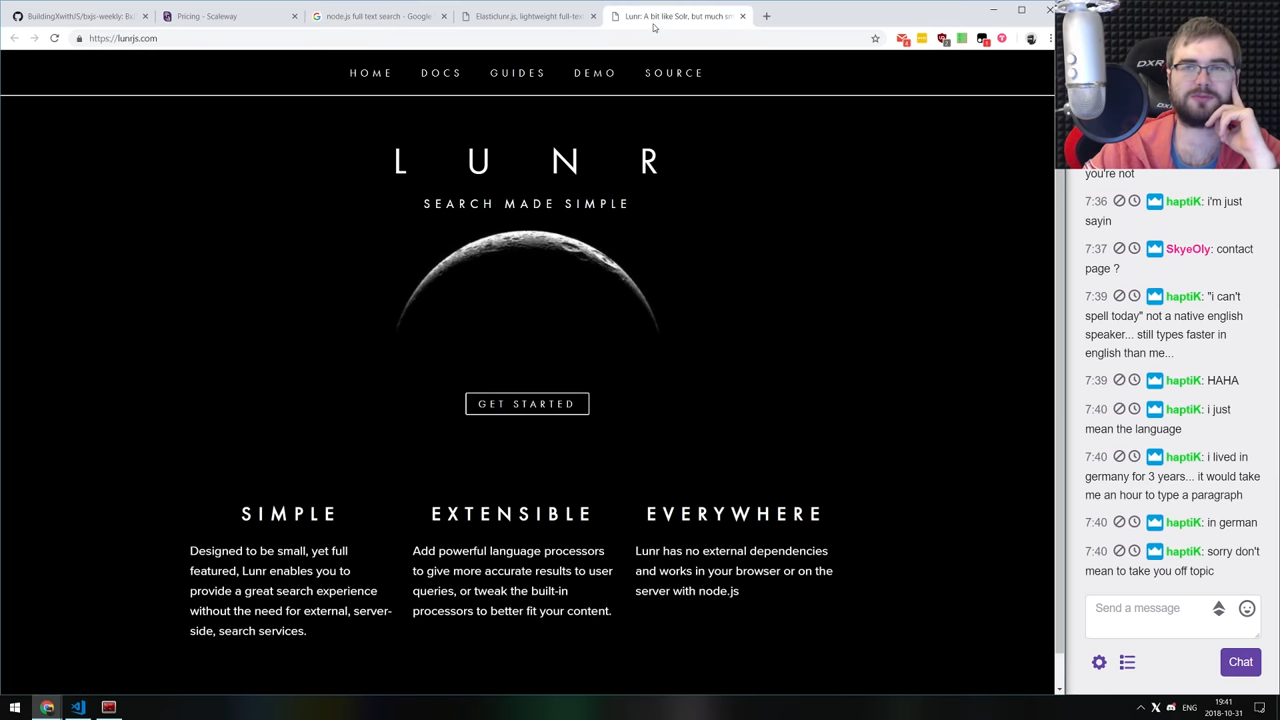 BuildingXwithJS/bxjs-weekly: Bu
Pricing - Scaleway
node.js full text search - Google
Elasticlunr.js, lightweight full-text
Lunr: A bit like Solr, but much sm
https://lunrjs.com
HOME
DOCS
GUIDES
DEMO
SOURCE
LUNR
SEARCH MADE SIMPLE
GET STARTED
SIMPLE
Designed to be small, yet full
featured, Lunr enables you to
provide a great search experience
without the need for external, server-
side, search services.
EXTENSIBLE
Add powerful language processors
to give more accurate results to user
queries, or tweak the built-in
processors to better fit your content.
EVERYWHERE
Lunr has no external dependencies
and works in your browser or on the
server with node.js
DXR
you're not
7:36 haptiK: i'm just
sayin
7:37 SkyeOly: contact
page ?
7:39 haptiK: "i can't
spell today" not a native english
speaker... still types faster in
english than me...
7:39 haptiK: HAHA
7:40 haptiK: i just
mean the language
7:40 haptiK: i lived in
germany for 3 years... it would take
me an hour to type a paragraph
7:40 haptiK: in german
7:40 haptiK: sorry don't
mean to take you off topic
Send a message
Chat
ENG
19:41
2018-10-31